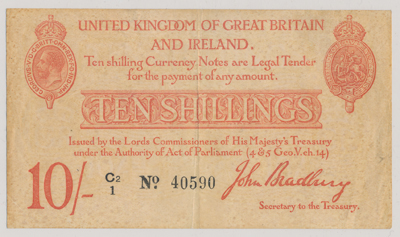 UNITED KINGDOM OF GREAT BRITAIN
AND IRELAND.
Ten shilling Currency Notes are Legal Tender
for the payment of any amount.
TEN SHILLINGS
Issued by the Lords Commissioners of His Majesty's Treasury
under the Authority of Act of Parliament (4 & 5 Geo.V.ch.14)
10/- C2/1 No. 40590
John Bradbury
Secretary to the Treasury.